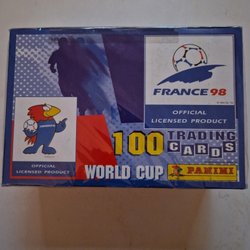 FRANCE 98
OFFICIAL
LICENSED PRODUCT
OFFICIAL
LICENSED PRODUCT
100 TRADING
CARDS
WORLD CUP PANINI